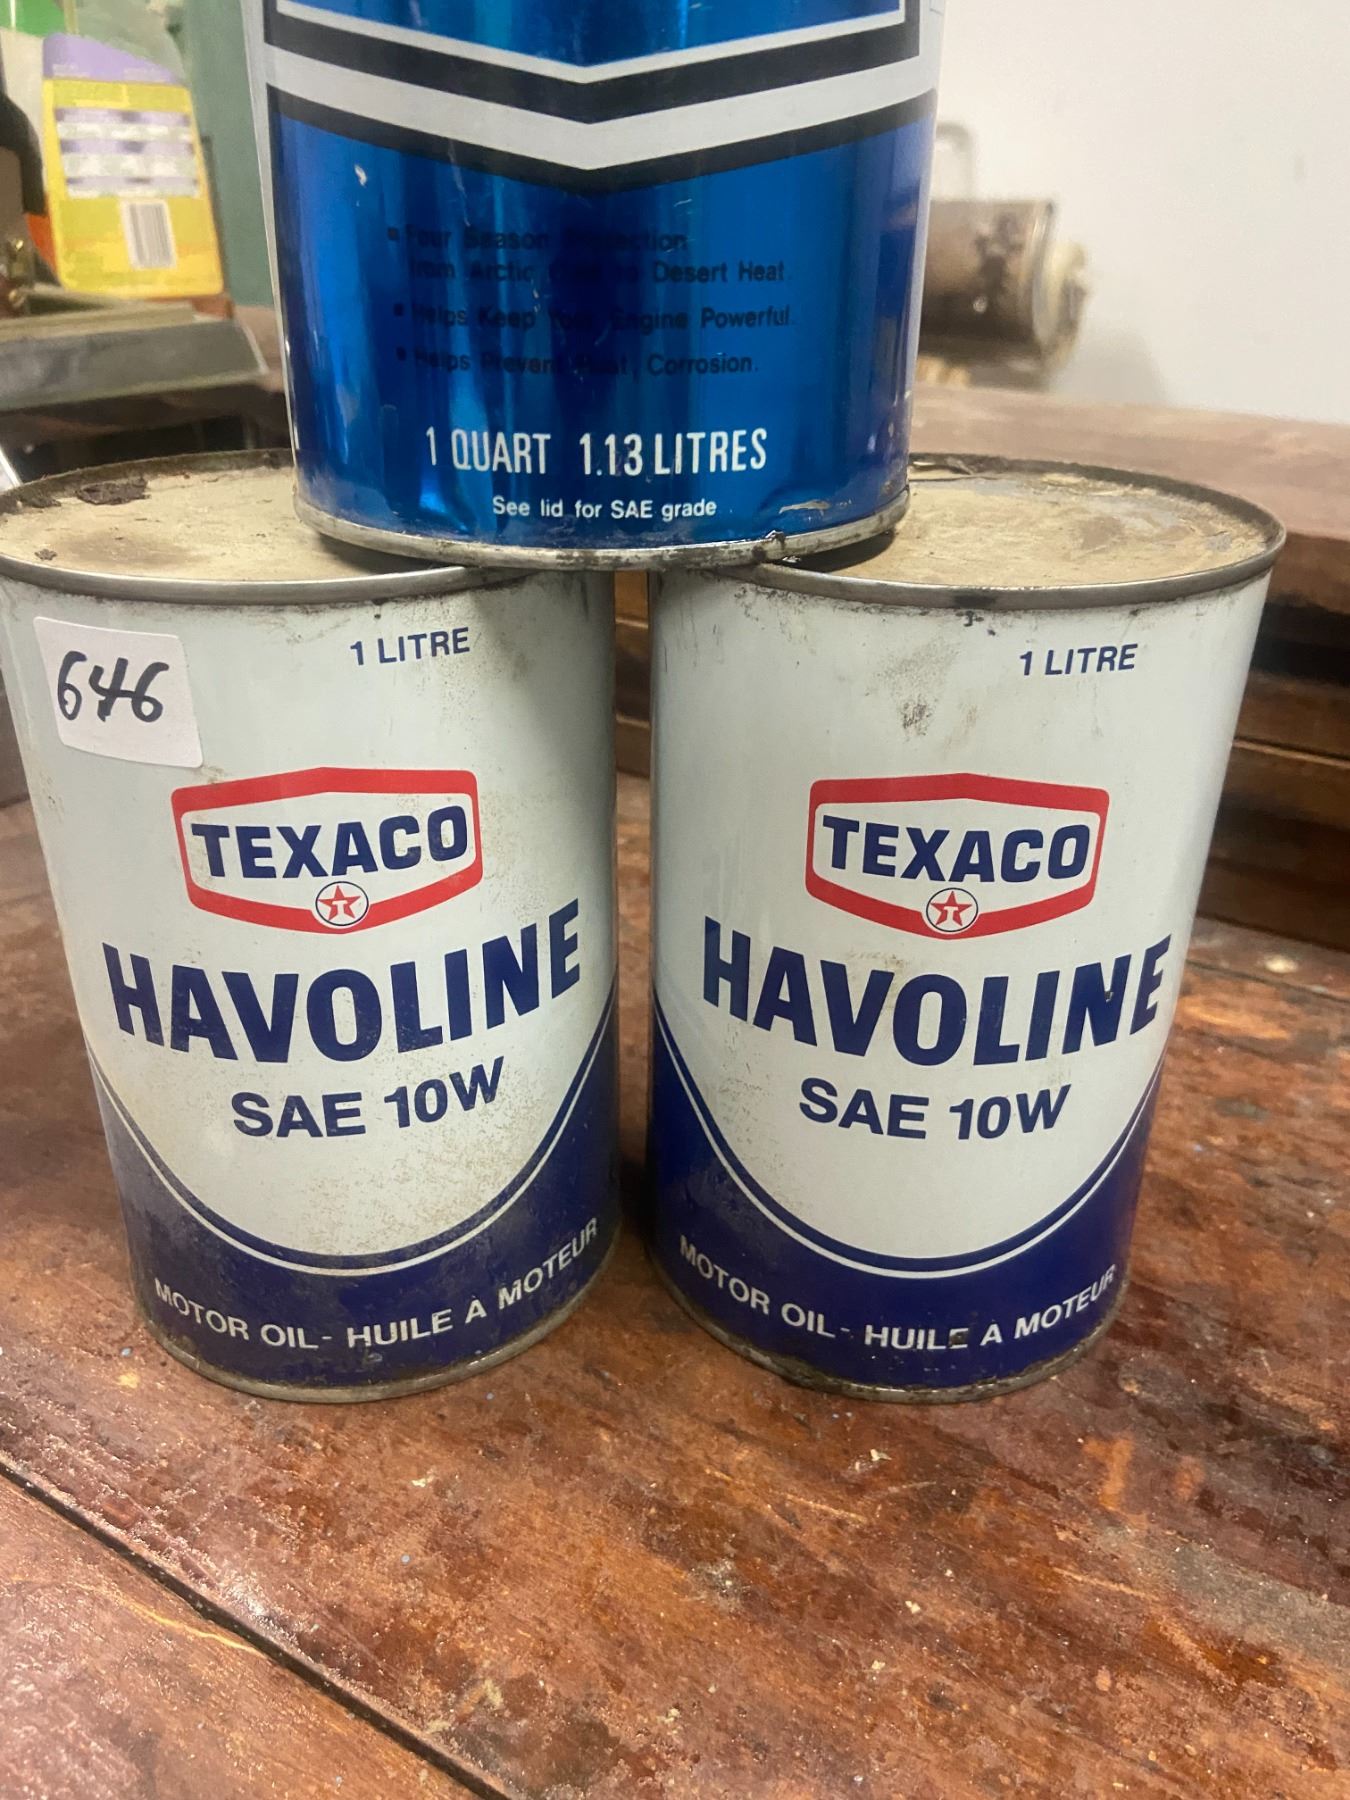 Four Season Protection
from Arctic Cold to Desert Heat.
Helps Keep Your Engine Powerful.
Helps Prevent Rust, Corrosion.
1 QUART 1.13 LITRES
See lid for SAE grade
646
1 LITRE
TEXACO
T
HAVOLINE
SAE 10W
MOTOR OIL - HUILE A MOTEUR
1 LITRE
TEXACO
T
HAVOLINE
SAE 10W
MOTOR OIL - HUILE A MOTEUR